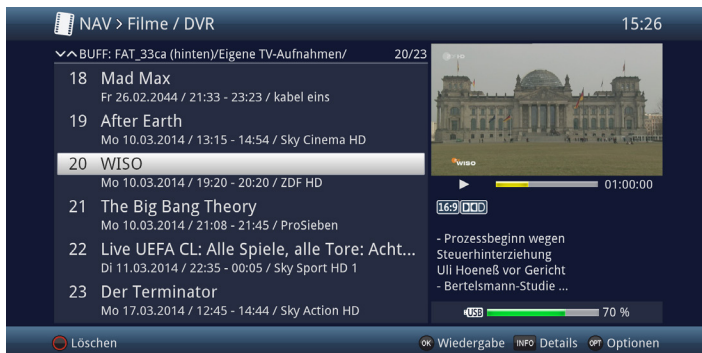 NAV > Filme / DVR
15:26
BUFF: FAT_33ca (hinten)/Eigene TV-Aufnahmen/ 20/23
18 Mad Max
Fr 26.02.2044 / 21:33 - 23:23 / kabel eins
19 After Earth
Mo 10.03.2014 / 13:15 - 14:54 / Sky Cinema HD
20 WISO
Mo 10.03.2014 / 19:20 - 20:20 / ZDF HD
21 The Big Bang Theory
Mo 10.03.2014 / 21:08 - 21:45 / ProSieben
22 Live UEFA CL: Alle Spiele, alle Tore: Acht...
Di 11.03.2014 / 22:35 - 00:05 / Sky Sport HD 1
23 Der Terminator
Mo 17.03.2014 / 12:45 - 14:44 / Sky Action HD
WISO
01:00:00
16:9
- Prozessbeginn wegen
Steuerhinterziehung
Uli Hoeneß vor Gericht
- Bertelsmann-Studie ...
USB 70 %
Löschen
OK Wiedergabe INFO Details OPT Optionen